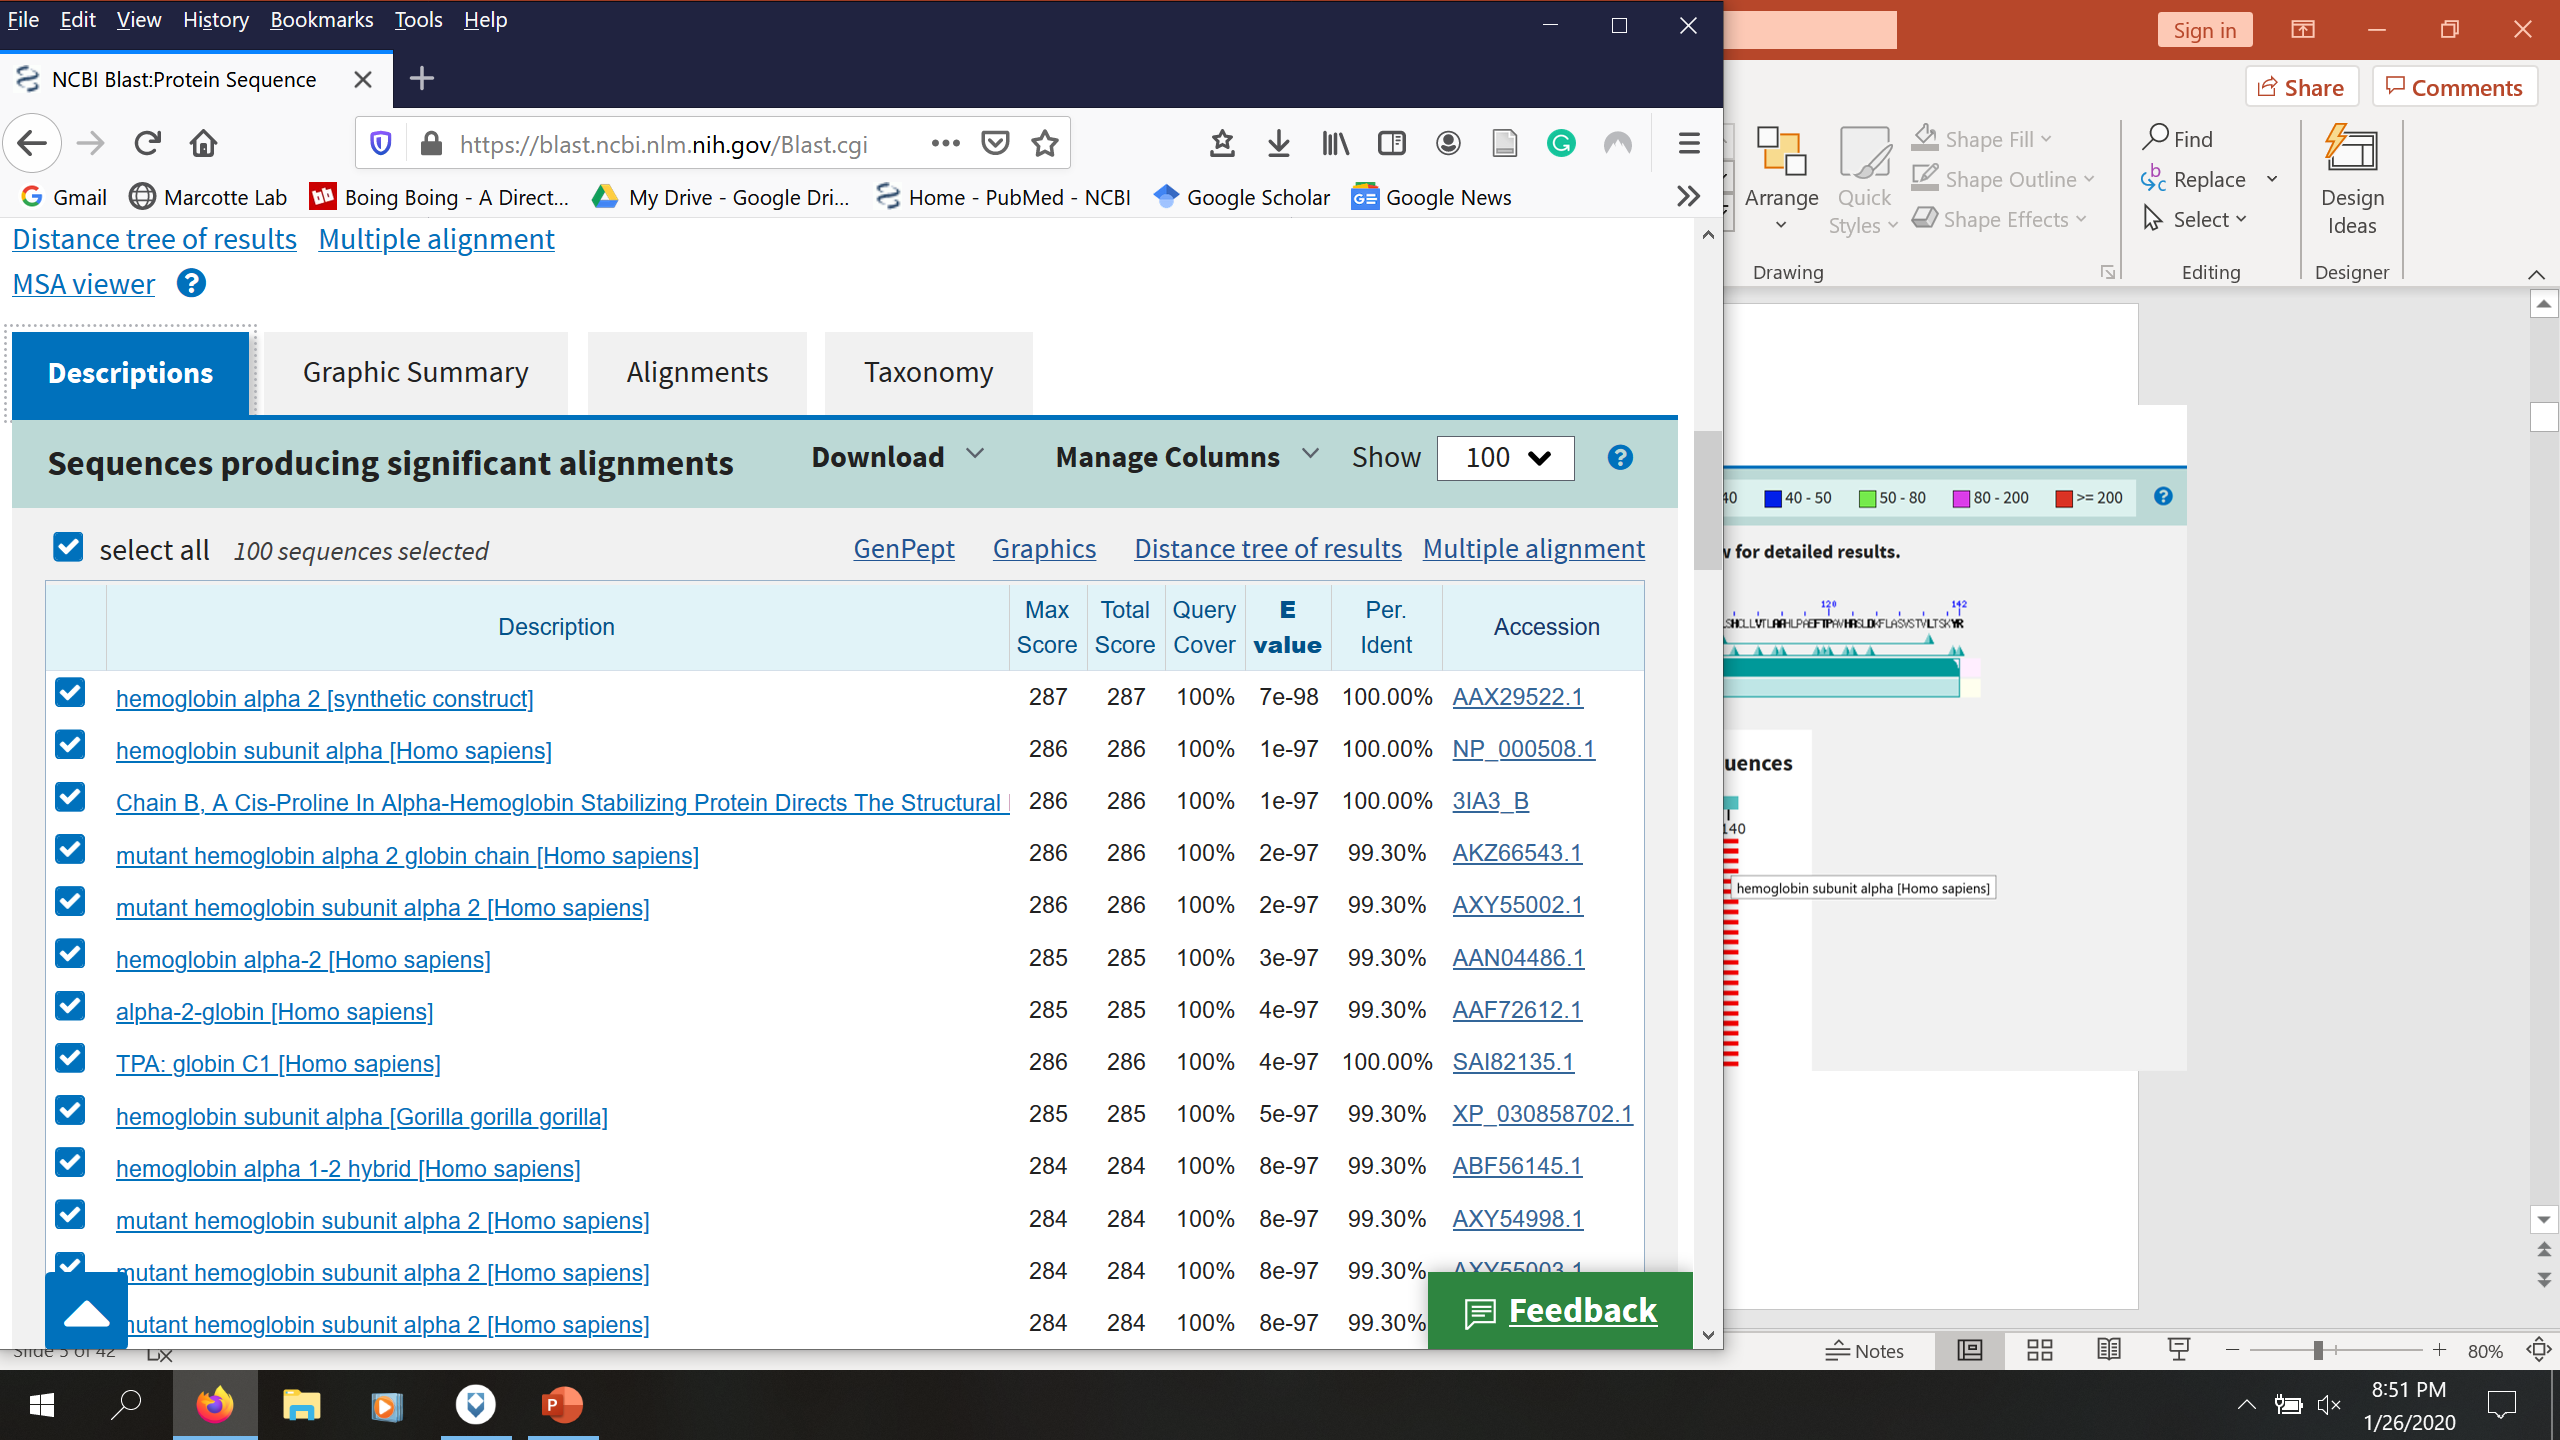 File Edit View History Bookmarks Tools Help
Sign in
NCBI Blast:Protein Sequence
Share Comments
https://blast.ncbi.nlm.nih.gov/Blast.cgi
Gmail Marcotte Lab Boing Boing - A Direct... My Drive - Google Dri... Home - PubMed - NCBI Google Scholar Google News
Arrange Quick Styles Shape Fill Shape Outline Shape Effects
Find Replace Select
Design Ideas
Drawing Editing Designer
Distance tree of results Multiple alignment
MSA viewer
Descriptions Graphic Summary Alignments Taxonomy
Sequences producing significant alignments Download Manage Columns Show 100
select all 100 sequences selected GenPept Graphics Distance tree of results Multiple alignment
Description Max Score Total Score Query Cover E value Per. Ident Accession
hemoglobin alpha 2 [synthetic construct] 287 287 100% 7e-98 100.00% AAX29522.1
hemoglobin subunit alpha [Homo sapiens] 286 286 100% 1e-97 100.00% NP_000508.1
Chain B, A Cis-Proline In Alpha-Hemoglobin Stabilizing Protein Directs The Structural 286 286 100% 1e-97 100.00% 3IA3_B
mutant hemoglobin alpha 2 globin chain [Homo sapiens] 286 286 100% 2e-97 99.30% AKZ66543.1
mutant hemoglobin subunit alpha 2 [Homo sapiens] 286 286 100% 2e-97 99.30% AXY55002.1
hemoglobin alpha-2 [Homo sapiens] 285 285 100% 3e-97 99.30% AAN04486.1
alpha-2-globin [Homo sapiens] 285 285 100% 4e-97 99.30% AAF72612.1
TPA: globin C1 [Homo sapiens] 286 286 100% 4e-97 100.00% SAI82135.1
hemoglobin subunit alpha [Gorilla gorilla gorilla] 285 285 100% 5e-97 99.30% XP_030858702.1
hemoglobin alpha 1-2 hybrid [Homo sapiens] 284 284 100% 8e-97 99.30% ABF56145.1
mutant hemoglobin subunit alpha 2 [Homo sapiens] 284 284 100% 8e-97 99.30% AXY54998.1
mutant hemoglobin subunit alpha 2 [Homo sapiens] 284 284 100% 8e-97 99.30% AXY55003.1
mutant hemoglobin subunit alpha 2 [Homo sapiens] 284 284 100% 8e-97 99.30%
Feedback
40 40 - 50 50 - 80 80 - 200 >= 200
for detailed results.
120 142
uences
140
hemoglobin subunit alpha [Homo sapiens]
Slide 5 of 42
Notes 80%
8:51 PM
1/26/2020